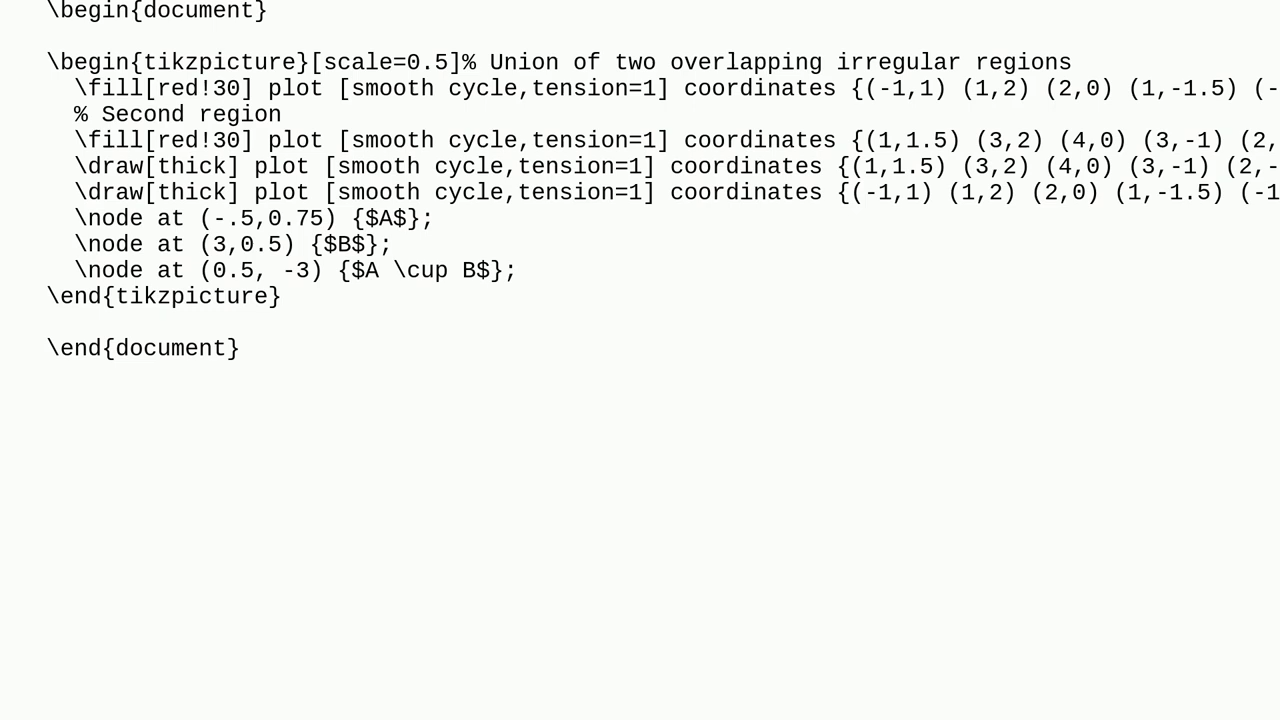 \begin{document}
\begin{tikzpicture}[scale=0.5]% Union of two overlapping irregular regions
\fill[red!30] plot [smooth cycle,tension=1] coordinates {(-1,1) (1,2) (2,0) (1,-1.5) (-
% Second region
\fill[red!30] plot [smooth cycle,tension=1] coordinates {(1,1.5) (3,2) (4,0) (3,-1) (2,
\draw[thick] plot [smooth cycle,tension=1] coordinates {(1,1.5) (3,2) (4,0) (3,-1) (2,-
\draw[thick] plot [smooth cycle,tension=1] coordinates {(-1,1) (1,2) (2,0) (1,-1.5) (-1
\node at (-.5,0.75) {$A$};
\node at (3,0.5) {$B$};
\node at (0.5, -3) {$A \cup B$};
\end{tikzpicture}
\end{document}